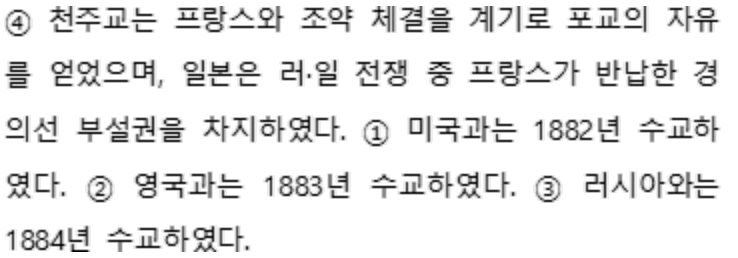 ④ 천주교는 프랑스와 조약 체결을 계기로 포교의 자유
를 얻었으며, 일본은 러·일 전쟁 중 프랑스가 반납한 경
의선 부설권을 차지하였다. ① 미국과는 1882년 수교하
였다. ② 영국과는 1883년 수교하였다. ③ 러시아와는
1884년 수교하였다.